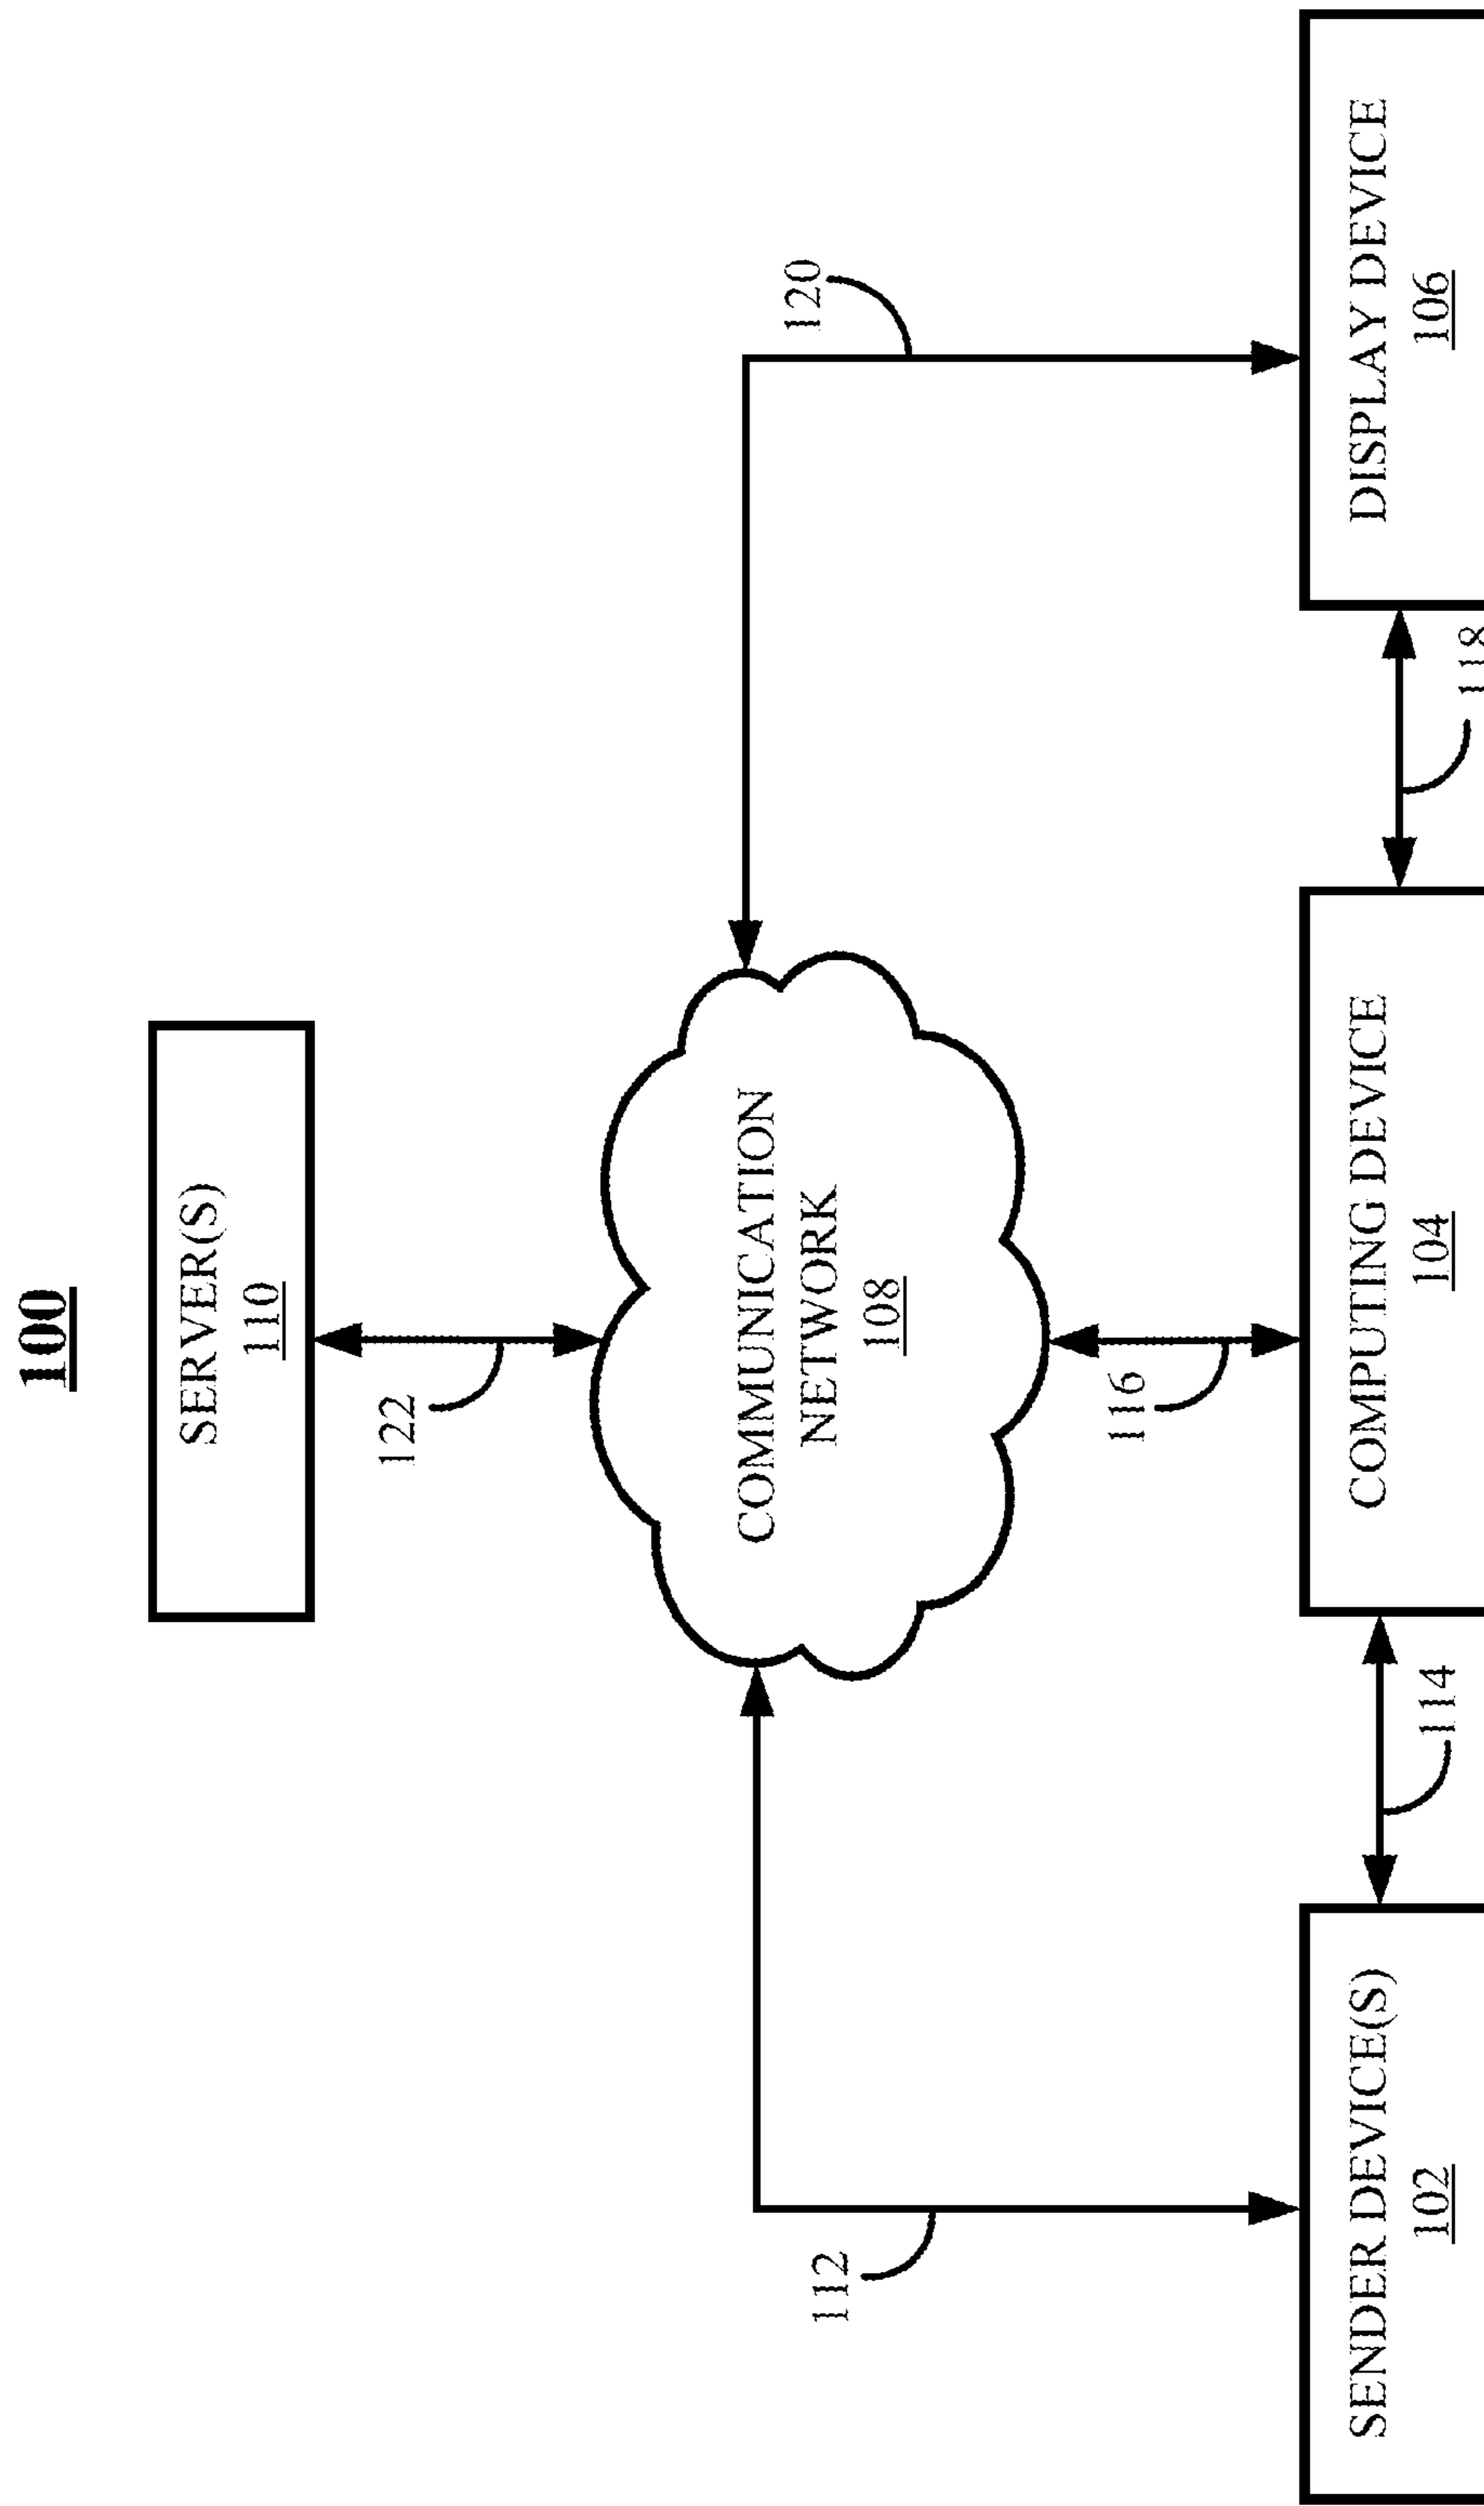 100
SERVER(S)
110
122
120
COMMUNICATION
NETWORK
108
112
116
SENDER DEVICE(S)
102
114
COMPUTING DEVICE
104
118
DISPLAY DEVICE
106